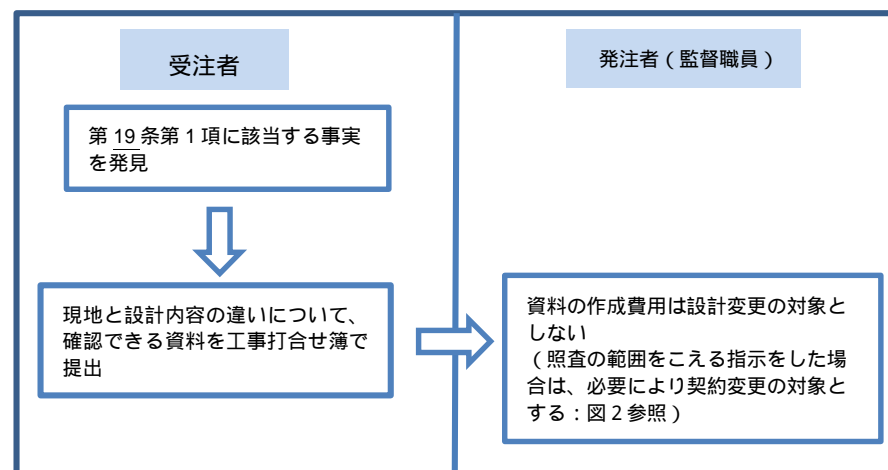 受注者
発注者（監督職員）
第 19 条第１項に該当する事実
を発見
現地と設計内容の違いについて、
確認できる資料を工事打合せ簿で
提出
資料の作成費用は設計変更の対象と
しない
（照査の範囲をこえる指示をした場
合は、必要により契約変更の対象と
する：図２参照）